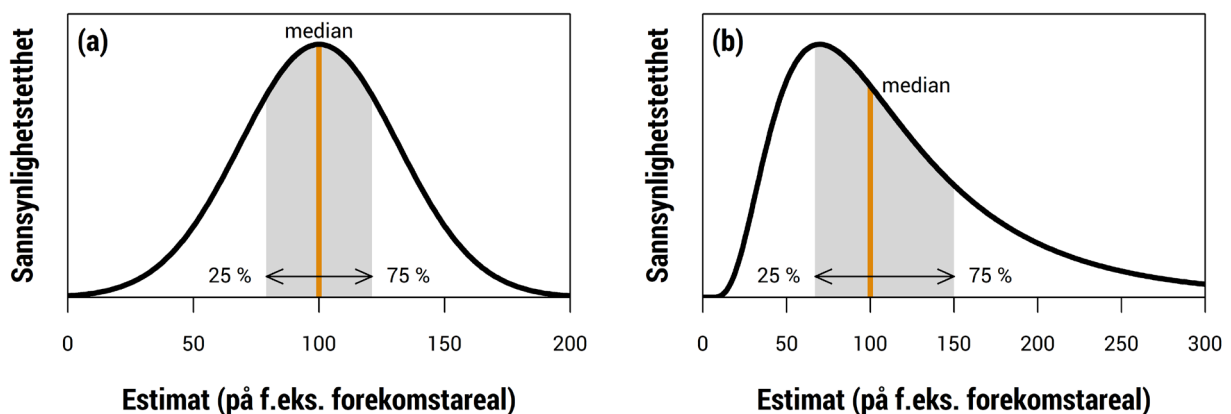 (a)
median
Sannsynlighetstetthet
25 %
75 %
0 50 100 150 200
Estimat (på f.eks. forekomstareal)
(b)
median
Sannsynlighetstetthet
25 %
75 %
0 50 100 150 200 250 300
Estimat (på f.eks. forekomstareal)